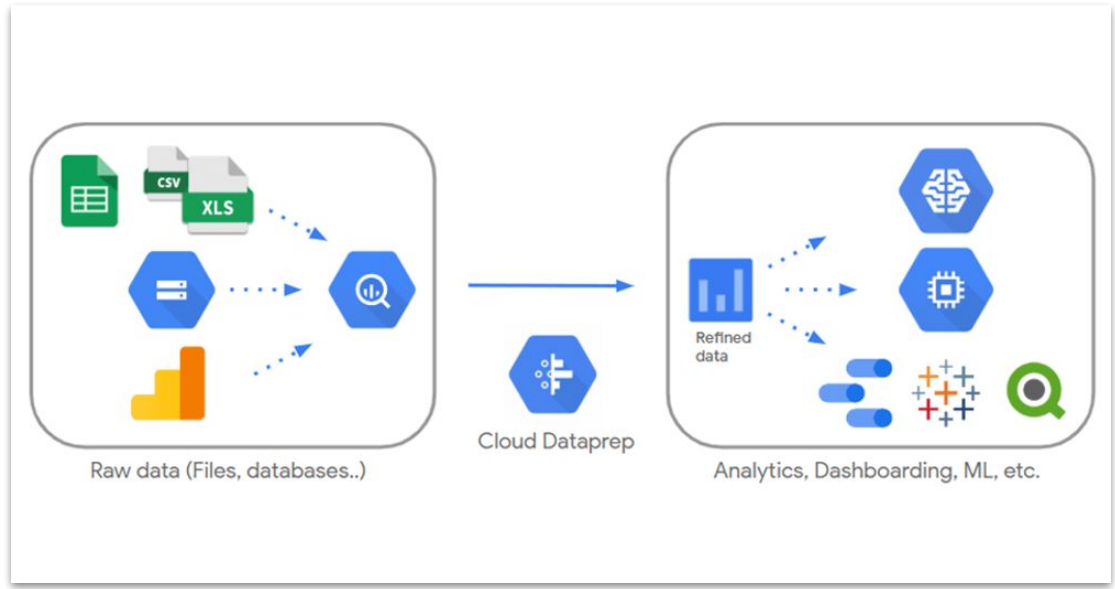 CSV
XLS
Refined
data
Cloud Dataprep
Raw data (Files, databases..)
Analytics, Dashboarding, ML, etc.